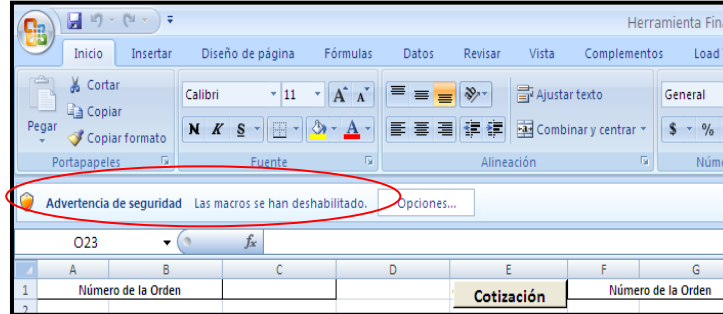 Herramienta Fin
Inicio Insertar Diseño de página Fórmulas Datos Revisar Vista Complementos Load
Cortar
Copiar
Copiar formato
Pegar
Calibri 11
N K S
A A
A
Ajustar texto
Combinar y centrar
General
$ %
Portapapeles Fuente Alineación Núm
Advertencia de seguridad Las macros se han deshabilitado. Opciones...
O23 fx
A B C D E F G
1 Número de la Orden Cotización Número de la Orden
2